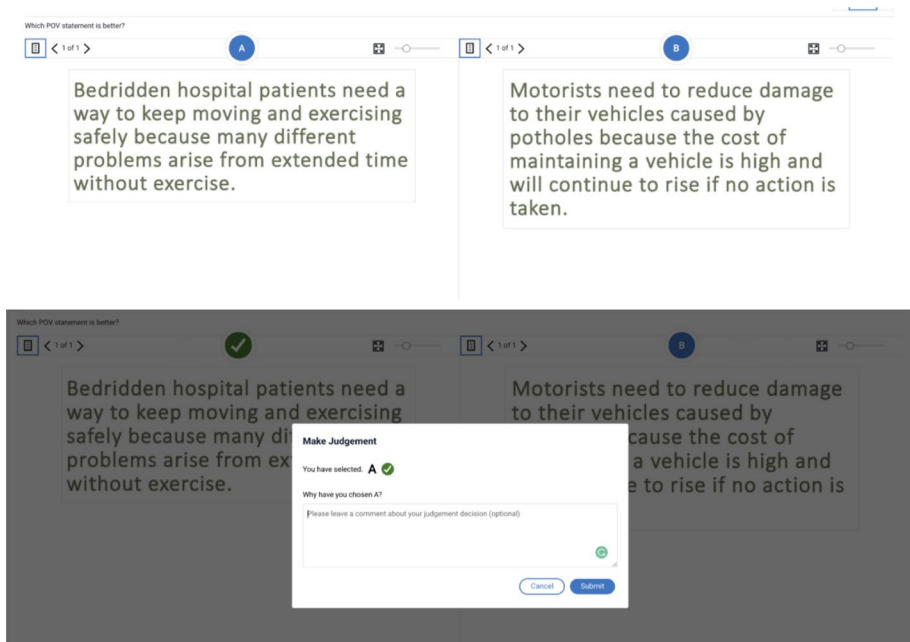 Which POV statement is better?
1 of 1
A
1 of 1
B
Bedridden hospital patients need a
way to keep moving and exercising
safely because many different
problems arise from extended time
without exercise.
Motorists need to reduce damage
to their vehicles caused by
potholes because the cost of
maintaining a vehicle is high and
will continue to rise if no action is
taken.
Which POV statement is better?
1 of 1
1 of 1
B
Bedridden hospital patients need a
way to keep moving and exercising
safely because many di
problems arise from ex
without exercise.
Motorists need to reduce damage
to their vehicles caused by
cause the cost of
a vehicle is high and
e to rise if no action is
Make Judgement
You have selected. A
Why have you chosen A?
Please leave a comment about your judgement decision (optional)
Cancel
Submit